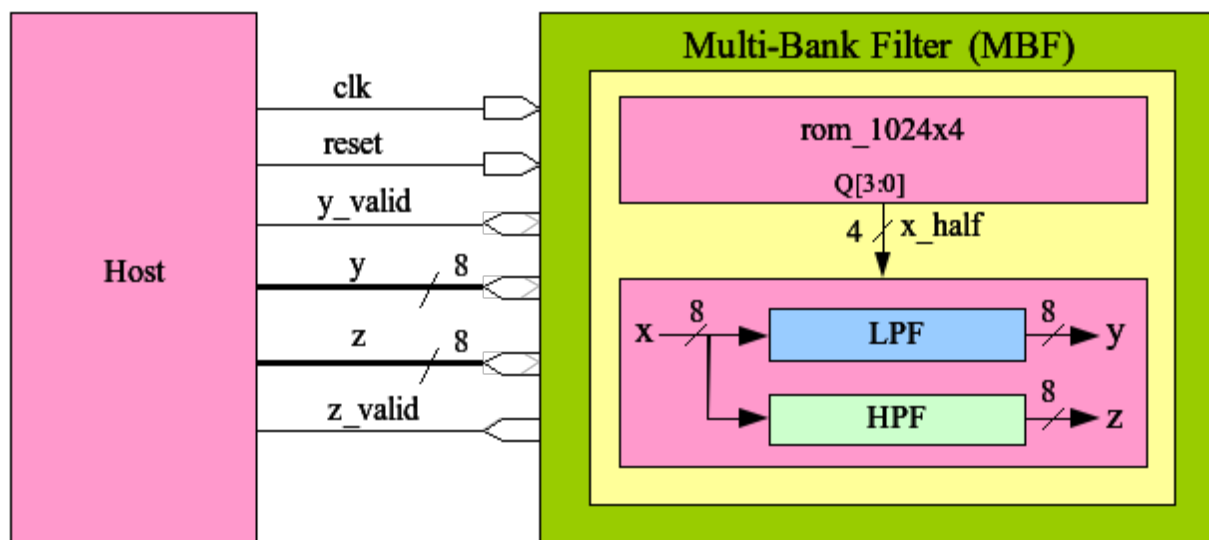 Multi-Bank Filter (MBF)
clk
rom_1024x4
reset
Q[3:0]
y_valid
4 x_half
Host
y 8
8 8
x LPF y
z 8
8
z_valid
HPF z